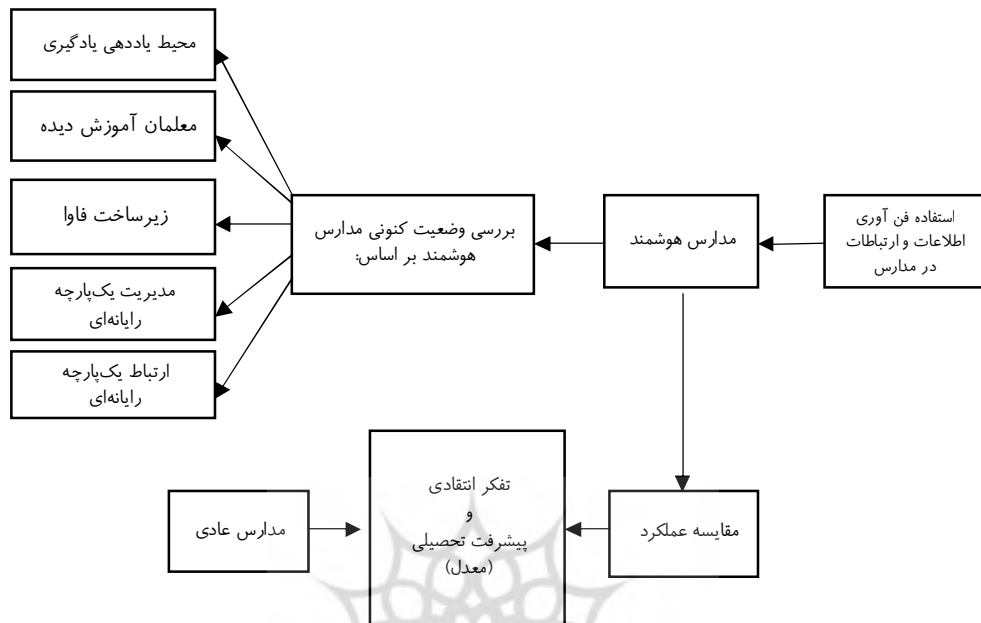 محیط یاددهی یادگیری
معلمان آموزش دیده
زیرساخت فاوا
مدیریت یک‌پارچه
رایانه‌ای
ارتباط یک‌پارچه
رایانه‌ای
بررسی وضعیت کنونی مدارس
هوشمند بر اساس:
مدارس هوشمند
استفاده فن آوری
اطلاعات و ارتباطات
در مدارس
مدارس عادی
تفکر انتقادی
و
پیشرفت تحصیلی
(معدل)
مقایسه عملکرد